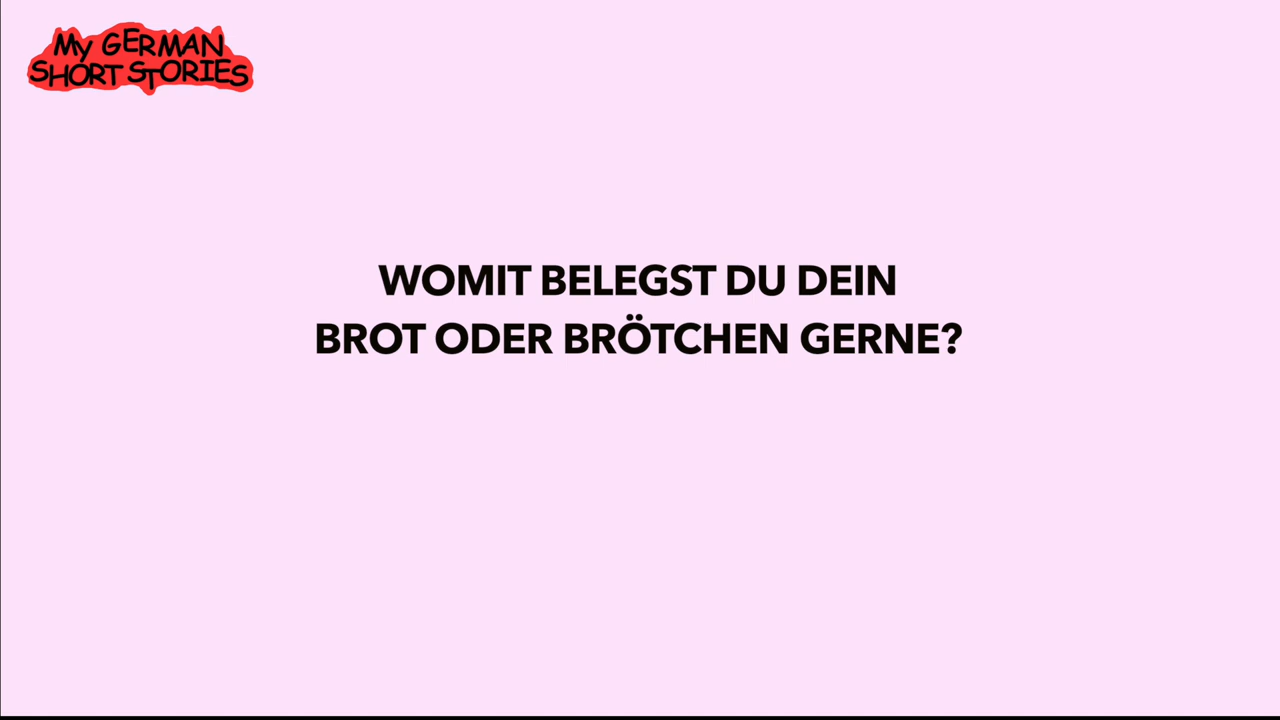 My GERMAN
SHORT STORIES
WOMIT BELEGST DU DEIN
BROT ODER BRÖTCHEN GERNE?